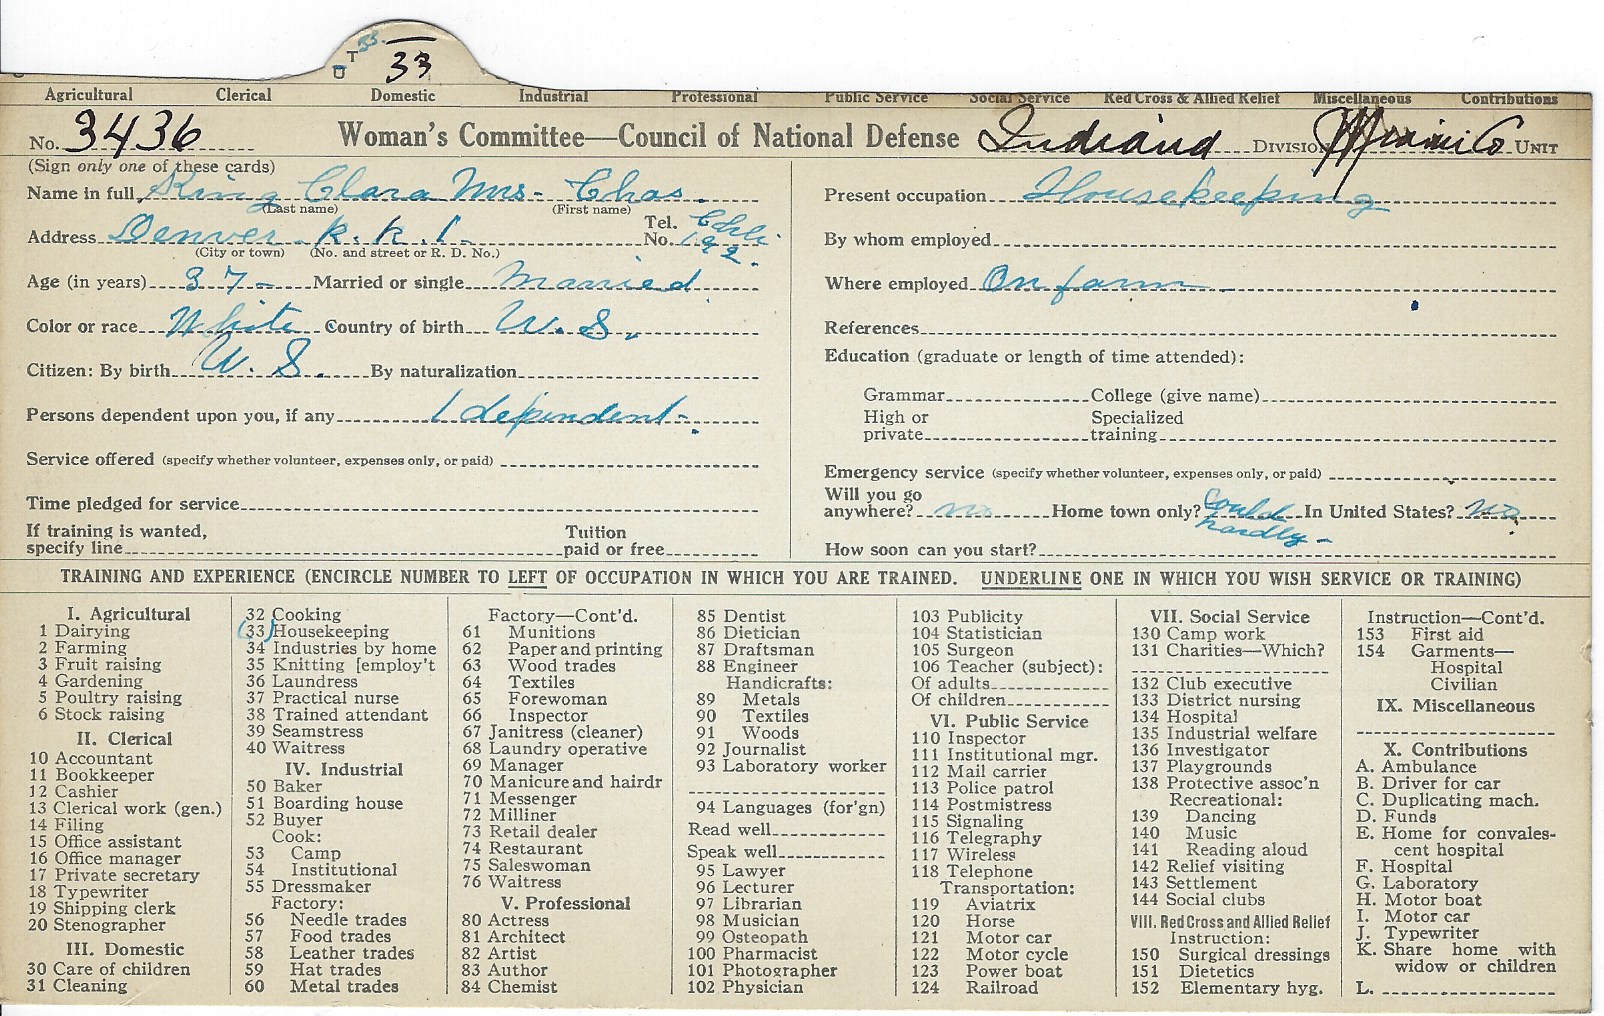 33.
T
U
33
Agricultural Clerical Domestic Industrial Professional Public Service Social Service Red Cross & Allied Relief Miscellaneous Contributions
No. 3436 Woman's Committee—Council of National Defense Indiana Division Miami Co Unit
(Sign only one of these cards)
Name in full King Clara Mrs- Chas.
(Last name) (First name)
Address Denver. R. R. 1- Tel. No. 192.
(City or town) (No. and street or R. D. No.)
Age (in years) 37- Married or single Married
Color or race White Country of birth U. S.
Citizen: By birth U. S. By naturalization
Persons dependent upon you, if any 1 dependent-
Service offered (specify whether volunteer, expenses only, or paid)
Time pledged for service
If training is wanted, specify line Tuition paid or free
Present occupation Housekeeping
By whom employed
Where employed On farm
References
Education (graduate or length of time attended):
Grammar College (give name)
High or private Specialized training
Emergency service (specify whether volunteer, expenses only, or paid)
Will you go anywhere? no Home town only? Could hardly- In United States? no
How soon can you start?
TRAINING AND EXPERIENCE (ENCIRCLE NUMBER TO LEFT OF OCCUPATION IN WHICH YOU ARE TRAINED. UNDERLINE ONE IN WHICH YOU WISH SERVICE OR TRAINING)
I. Agricultural
1 Dairying
2 Farming
3 Fruit raising
4 Gardening
5 Poultry raising
6 Stock raising
II. Clerical
10 Accountant
11 Bookkeeper
12 Cashier
13 Clerical work (gen.)
14 Filing
15 Office assistant
16 Office manager
17 Private secretary
18 Typewriter
19 Shipping clerk
20 Stenographer
III. Domestic
30 Care of children
31 Cleaning
32 Cooking
(33) Housekeeping
34 Industries by home
35 Knitting [employ't
36 Laundress
37 Practical nurse
38 Trained attendant
39 Seamstress
40 Waitress
IV. Industrial
50 Baker
51 Boarding house
52 Buyer
Cook:
53 Camp
54 Institutional
55 Dressmaker
Factory:
56 Needle trades
57 Food trades
58 Leather trades
59 Hat trades
60 Metal trades
Factory—Cont'd.
61 Munitions
62 Paper and printing
63 Wood trades
64 Textiles
65 Forewoman
66 Inspector
67 Janitress (cleaner)
68 Laundry operative
69 Manager
70 Manicure and hairdr
71 Messenger
72 Milliner
73 Retail dealer
74 Restaurant
75 Saleswoman
76 Waitress
V. Professional
80 Actress
81 Architect
82 Artist
83 Author
84 Chemist
85 Dentist
86 Dietician
87 Draftsman
88 Engineer
Handicrafts:
89 Metals
90 Textiles
91 Woods
92 Journalist
93 Laboratory worker
94 Languages (for'gn)
Read well
Speak well
95 Lawyer
96 Lecturer
97 Librarian
98 Musician
99 Osteopath
100 Pharmacist
101 Photographer
102 Physician
103 Publicity
104 Statistician
105 Surgeon
106 Teacher (subject):
Of adults
Of children
VI. Public Service
110 Inspector
111 Institutional mgr.
112 Mail carrier
113 Police patrol
114 Postmistress
115 Signaling
116 Telegraphy
117 Wireless
118 Telephone
Transportation:
119 Aviatrix
120 Horse
121 Motor car
122 Motor cycle
123 Power boat
124 Railroad
VII. Social Service
130 Camp work
131 Charities—Which?
132 Club executive
133 District nursing
134 Hospital
135 Industrial welfare
136 Investigator
137 Playgrounds
138 Protective assoc'n
Recreational:
139 Dancing
140 Music
141 Reading aloud
142 Relief visiting
143 Settlement
144 Social clubs
VIII. Red Cross and Allied Relief
Instruction:
150 Surgical dressings
151 Dietetics
152 Elementary hyg.
Instruction—Cont'd.
153 First aid
154 Garments—
Hospital
Civilian
IX. Miscellaneous
X. Contributions
A. Ambulance
B. Driver for car
C. Duplicating mach.
D. Funds
E. Home for convales-
cent hospital
F. Hospital
G. Laboratory
H. Motor boat
I. Motor car
J. Typewriter
K. Share home with
widow or children
L.